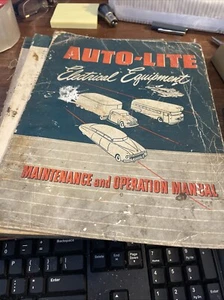 AUTO-LITE
Electrical Equipment
MAINTENANCE and OPERATION MANUAL